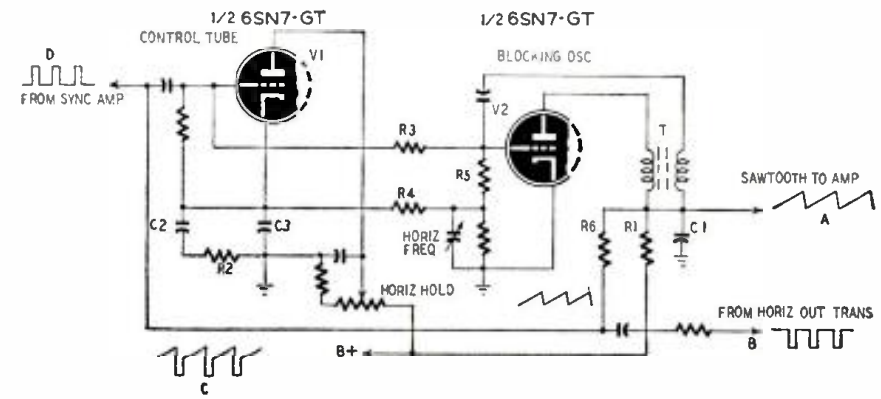 1/2 6SN7-GT
1/2 6SN7-GT
CONTROL TUBE
D
V1
BLOCKING OSC
FROM SYNC AMP
V2
T
R3
R5
SAWTOOTH TO AMP
R4
C2
C3
HORIZ
FREQ
R6
R1
C1
A
R2
HORIZ HOLD
FROM HORIZ OUT TRANS
B+
B
C